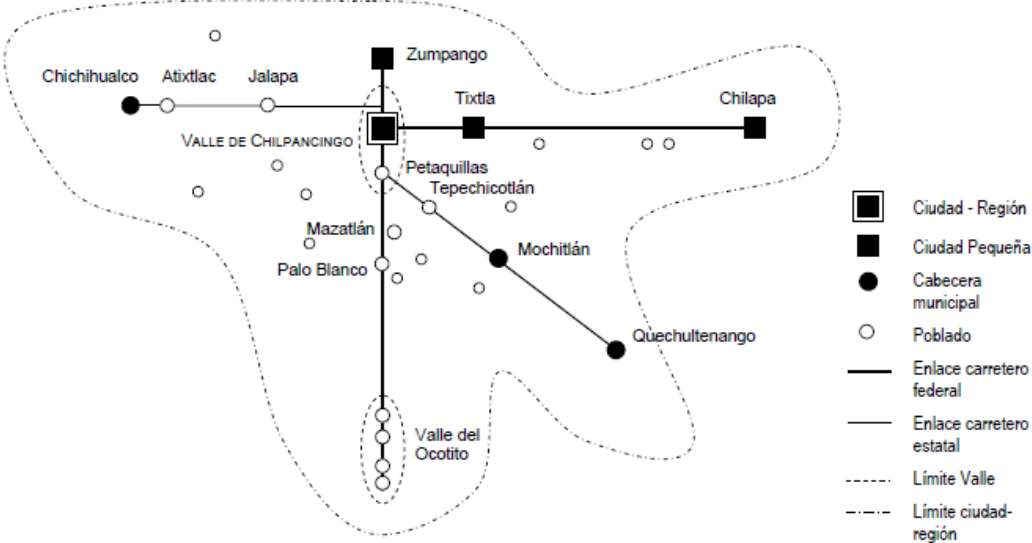 Zumpango
Chichihualco
Atixtlac
Jalapa
Tixtla
Chilapa
VALLE DE CHILPANCINGO
Petaquillas
Tepechicotlán
Mazatlán
Mochitlán
Palo Blanco
Quechultenango
Valle del
Ocotito
Ciudad - Región
Ciudad Pequeña
Cabecera
municipal
Poblado
Enlace carretero
federal
Enlace carretero
estatal
Límite Valle
Límite ciudad-
región